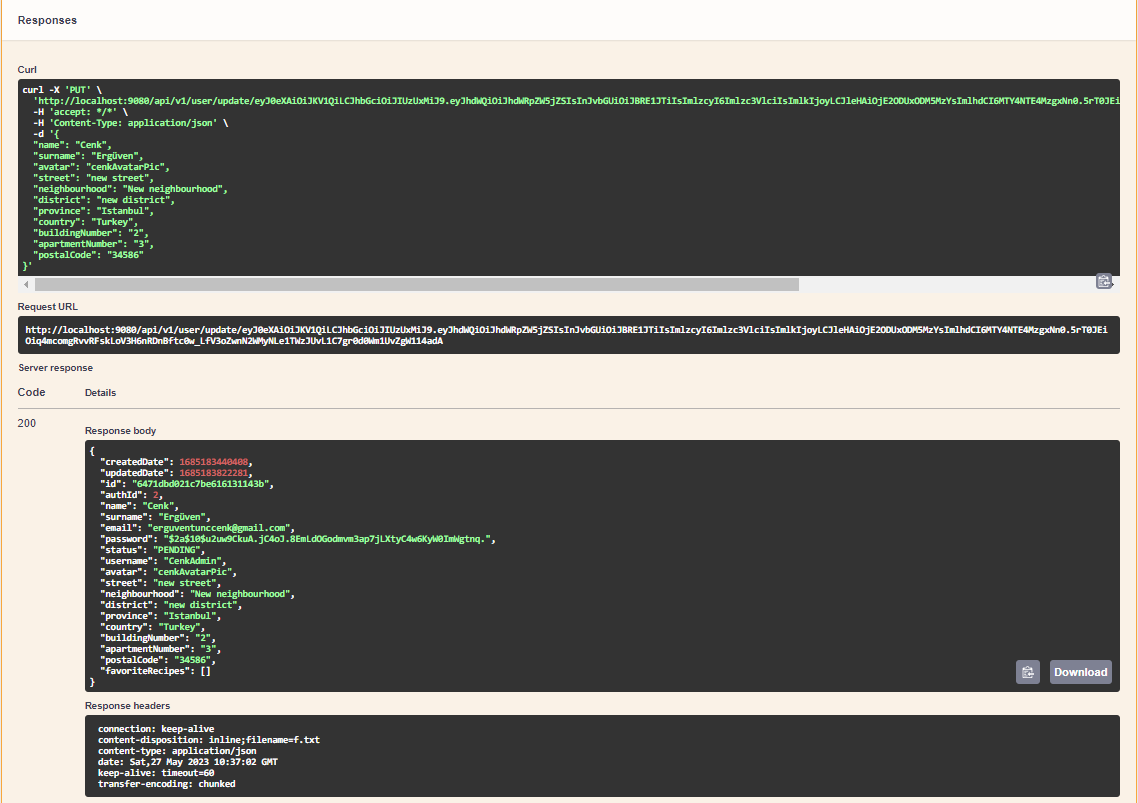 Responses
Curl
curl -X 'PUT' \
'http://localhost:9080/api/v1/user/update/eyJ0eXAiOiJKV1QiLCJhbGciOiJIUzUxMiJ9.eyJhdWQiOiJhdWRpZW5jZSIsInJvbGUiOiJBRE1JTiIsImlzcyI6Imlzc3VlciIsImlkIjoyLCJleHAiOjE2ODUxODM5MzYsImlhdCI6MTY4NTE4MzgxNn0.5rT0JEi
-H 'accept: */*' \
-H 'Content-Type: application/json' \
-d '{
"name": "Cenk",
"surname": "Ergüven",
"avatar": "cenkAvatarPic",
"street": "new street",
"neighbourhood": "New neighbourhood",
"district": "new district",
"province": "Istanbul",
"country": "Turkey",
"buildingNumber": "2",
"apartmentNumber": "3",
"postalCode": "34586"
}'
Request URL
http://localhost:9080/api/v1/user/update/eyJ0eXAiOiJKV1QiLCJhbGciOiJIUzUxMiJ9.eyJhdWQiOiJhdWRpZW5jZSIsInJvbGUiOiJBRE1JTiIsImlzcyI6Imlzc3VlciIsImlkIjoyLCJleHAiOjE2ODUxODM5MzYsImlhdCI6MTY4NTE4MzgxNn0.5rT0JEi
Oiq4mcomgRvvRFskLoV3H6nRDnBftc0w_LfV3oZwnN2WMyNLe1TWzJUvL1C7gr0d0Wm1UvZgW114adA
Server response
Code Details
200
Response body
{
"createdDate": 1685183440408,
"updatedDate": 1685183822281,
"id": "6471dbd021c7be616131143b",
"authId": 2,
"name": "Cenk",
"surname": "Ergüven",
"email": "erguventunccenk@gmail.com",
"password": "$2a$10$u2uw9CkuA.jC4oJ.8EmLdOGodmvm3ap7jLXtyC4w6KyW0ImWgtnq.",
"status": "PENDING",
"username": "CenkAdmin",
"avatar": "cenkAvatarPic",
"street": "new street",
"neighbourhood": "New neighbourhood",
"district": "new district",
"province": "Istanbul",
"country": "Turkey",
"buildingNumber": "2",
"apartmentNumber": "3",
"postalCode": "34586",
"favoriteRecipes": []
}
Download
Response headers
connection: keep-alive
content-disposition: inline;filename=f.txt
content-type: application/json
date: Sat,27 May 2023 10:37:02 GMT
keep-alive: timeout=60
transfer-encoding: chunked